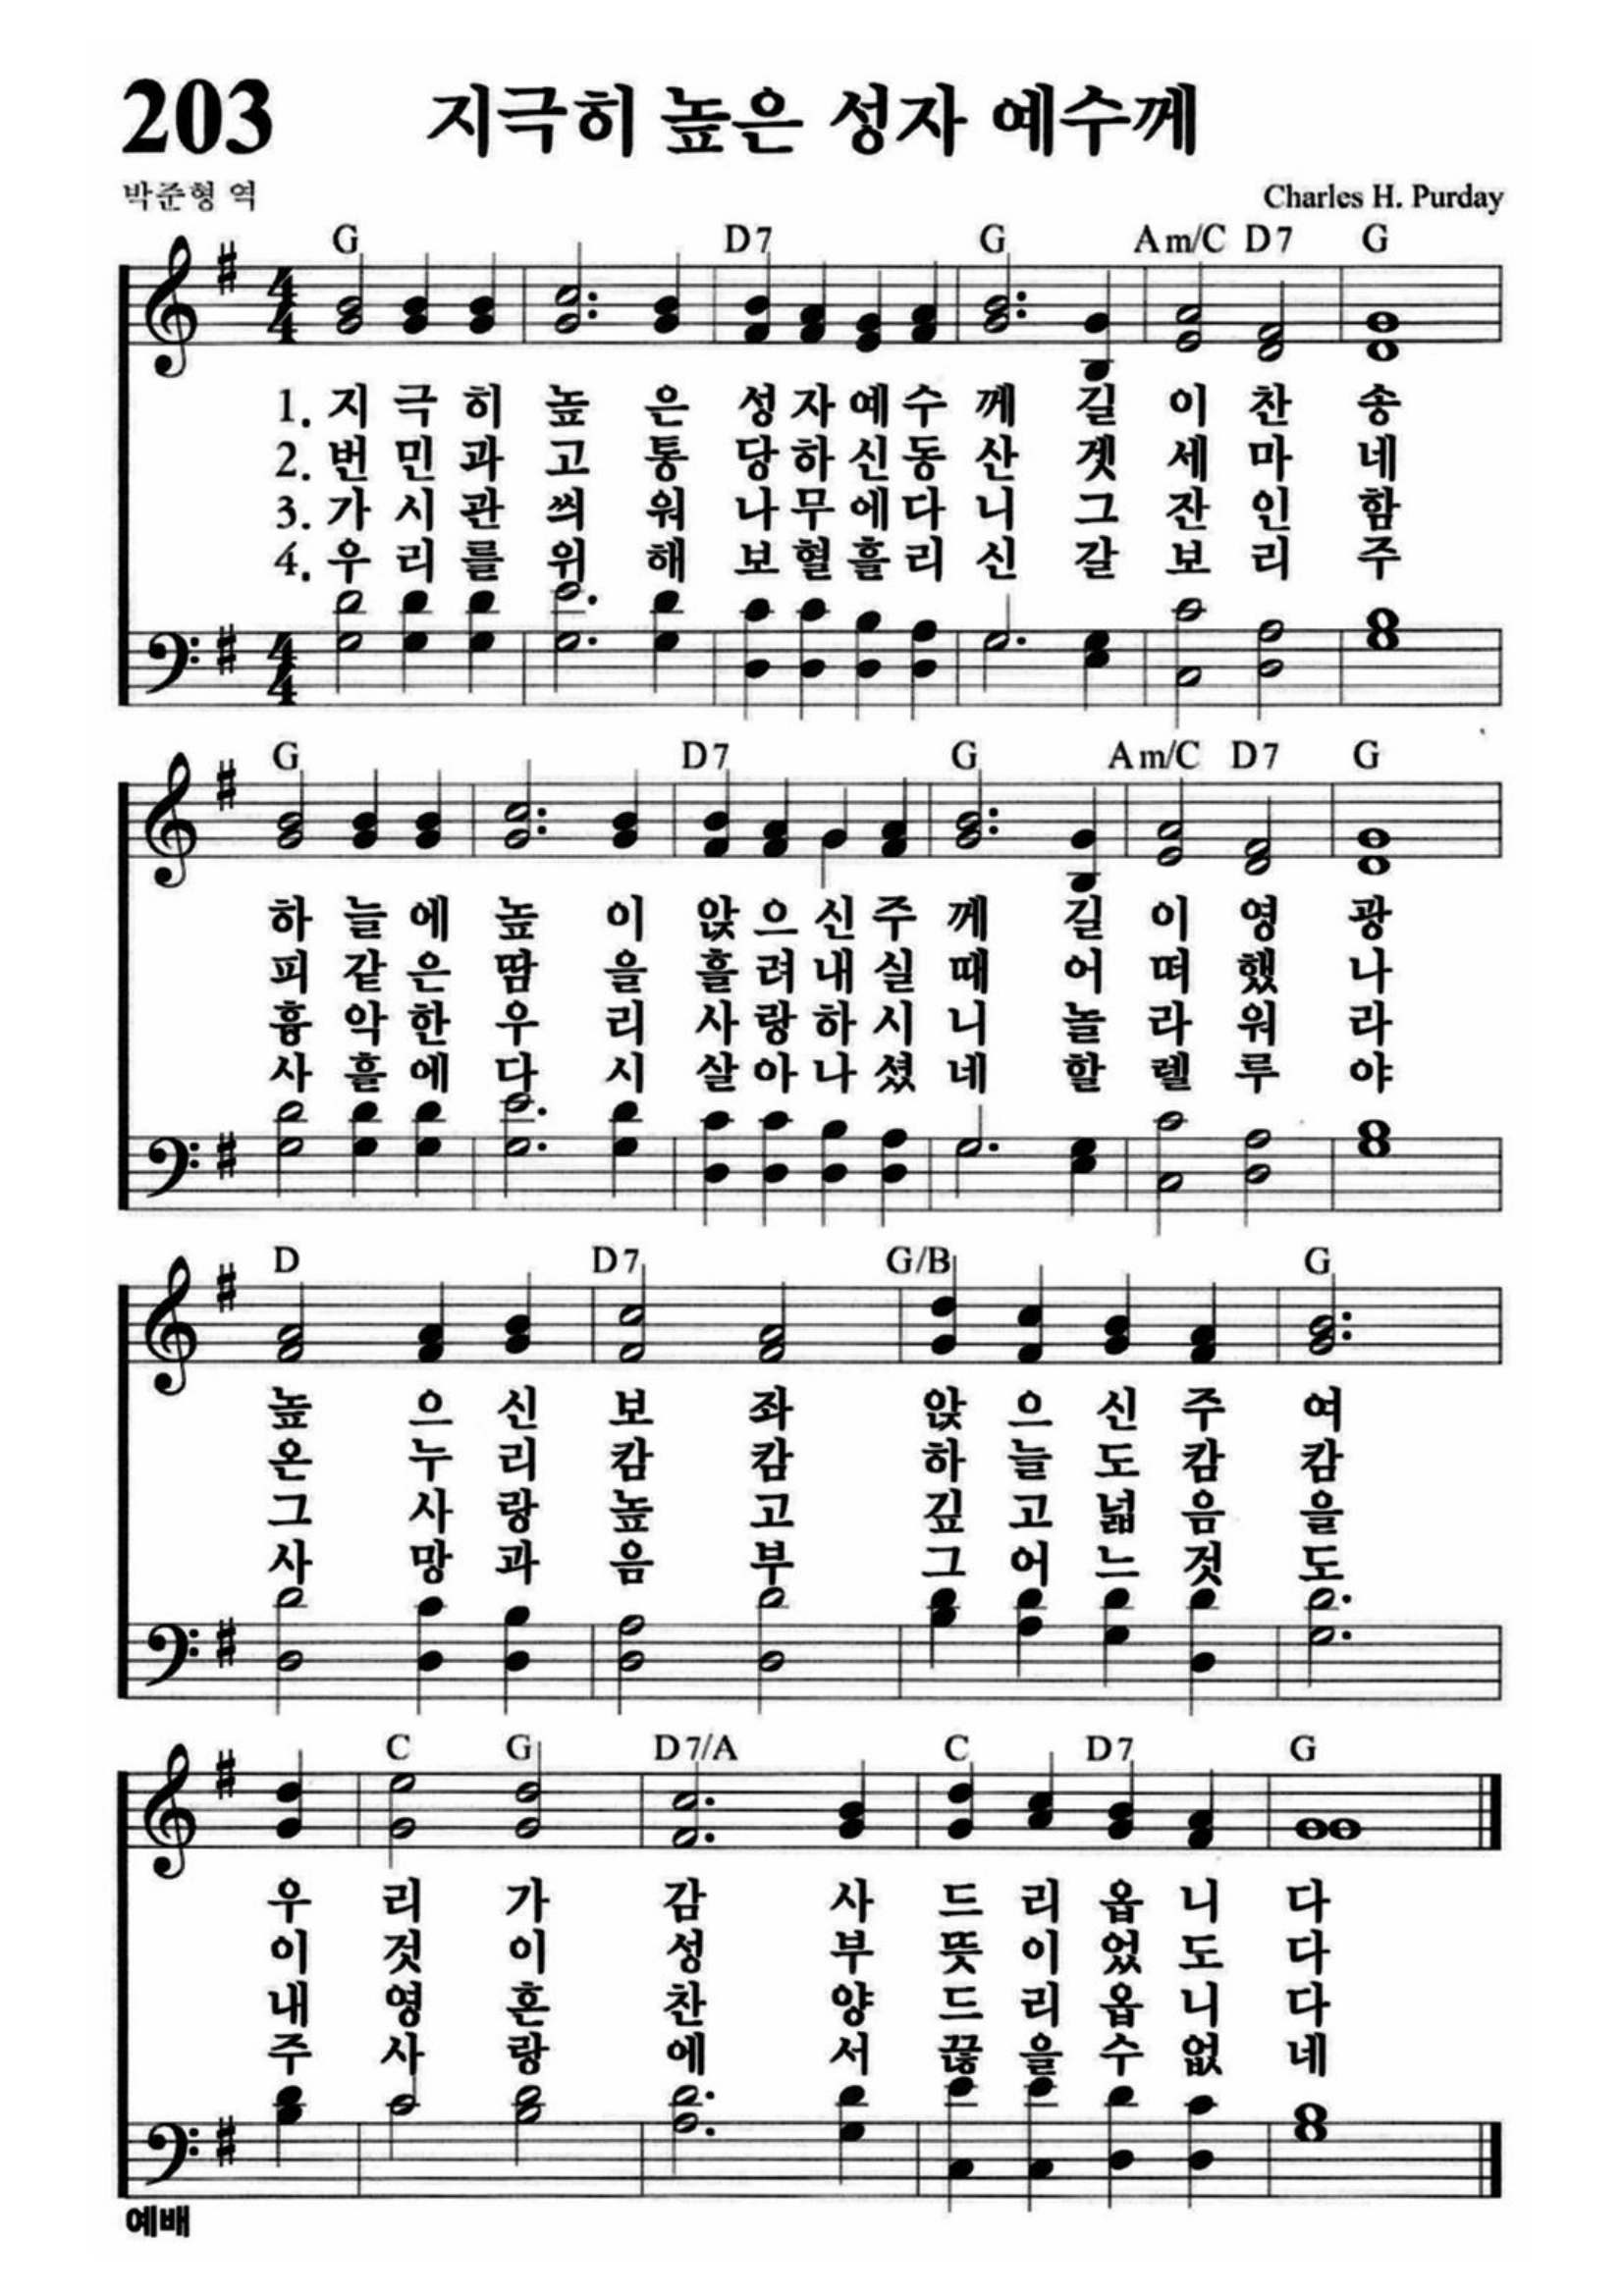 203 지극히 높은 성자 예수께
박준형 역 Charles H. Purday
G D7 G Am/C D7 G
1. 지극히 높은 성자예수께 길이찬송
2. 번민과 고통 당하신동산 겟세마네
3. 가시관 씌워 나무에다니 그잔인함
4. 우리를 위해 보혈흘리신 갈보리주
G D7 G Am/C D7 G
하늘에 높이 앉으신주께 길이영광
피같은 땀을 흘려내실때 어떠했나
흉악한 우리 사랑하시니 놀라워라
사흘에 다시 살아나셨네 할렐루야
D D7 G/B G
높으신 보좌 앉으신주여
온누리 캄캄 하늘도캄캄
그사랑 높고 깊고넓음을
사망과 음부 그어느것도
C G D7/A C D7 G
우리가 감사 드리옵니다
이것이 성부 뜻이었도다
내영혼 찬양 드리옵니다
주사랑 에서 끊을수없네
예배